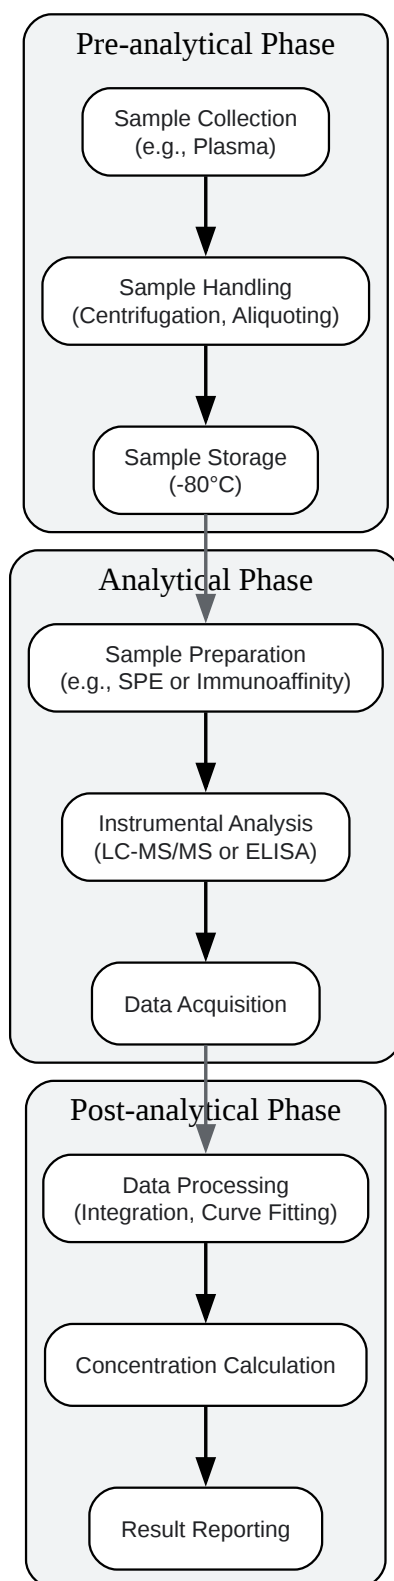 Pre-analytical Phase
Sample Collection
(e.g., Plasma)
Sample Handling
(Centrifugation, Aliquoting)
Sample Storage
(-80°C)
Analytical Phase
Sample Preparation
(e.g., SPE or Immunoaffinity)
Instrumental Analysis
(LC-MS/MS or ELISA)
Data Acquisition
Post-analytical Phase
Data Processing
(Integration, Curve Fitting)
Concentration Calculation
Result Reporting